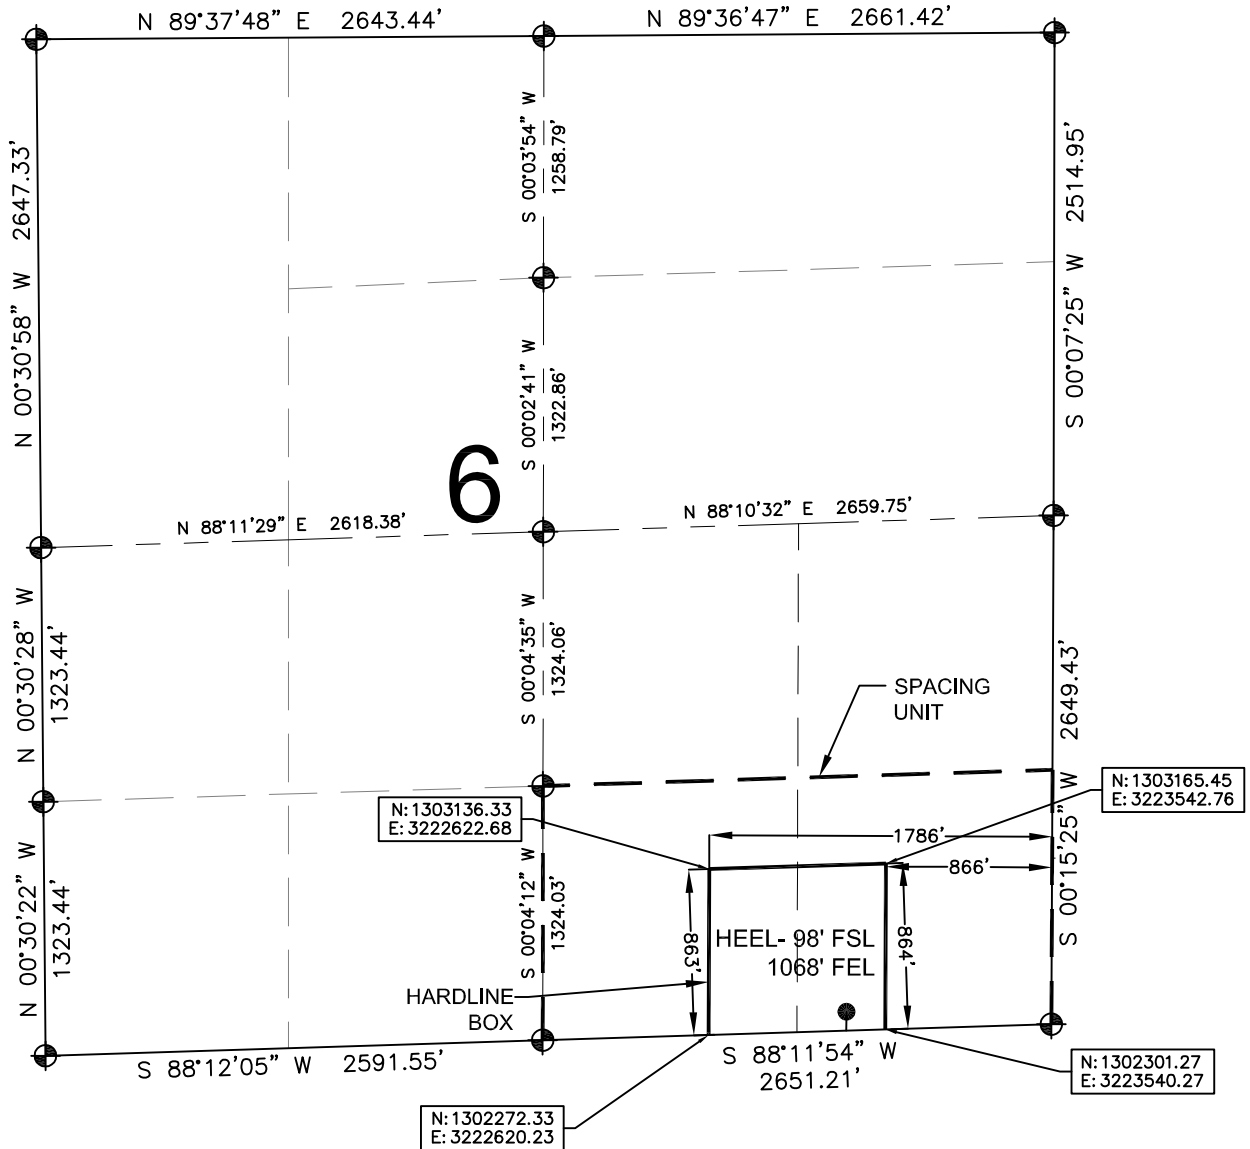 N 89°37'48" E 2643.44'
N 89°36'47" E 2661.42'
N 00°30'58" W 2647.33'
S 00°03'54" W
1258.79'
S 00°07'25" W 2514.95'
S 00°02'41" W
1322.86'
6
N 88°11'29" E 2618.38'
N 88°10'32" E 2659.75'
N 00°30'28" W
1323.44'
S 00°04'35" W
1324.06'
SPACING
UNIT
S 00°15'25" W 2649.43'
N:1303165.45
E:3223542.76
N:1303136.33
E:3222622.68
1786'
866'
N 00°30'22" W
1323.44'
S 00°04'12" W
1324.03'
863'
HEEL- 98' FSL
1068' FEL
864'
HARDLINE
BOX
S 88°12'05" W 2591.55'
S 88°11'54" W
2651.21'
N:1302301.27
E:3223540.27
N:1302272.33
E:3222620.23